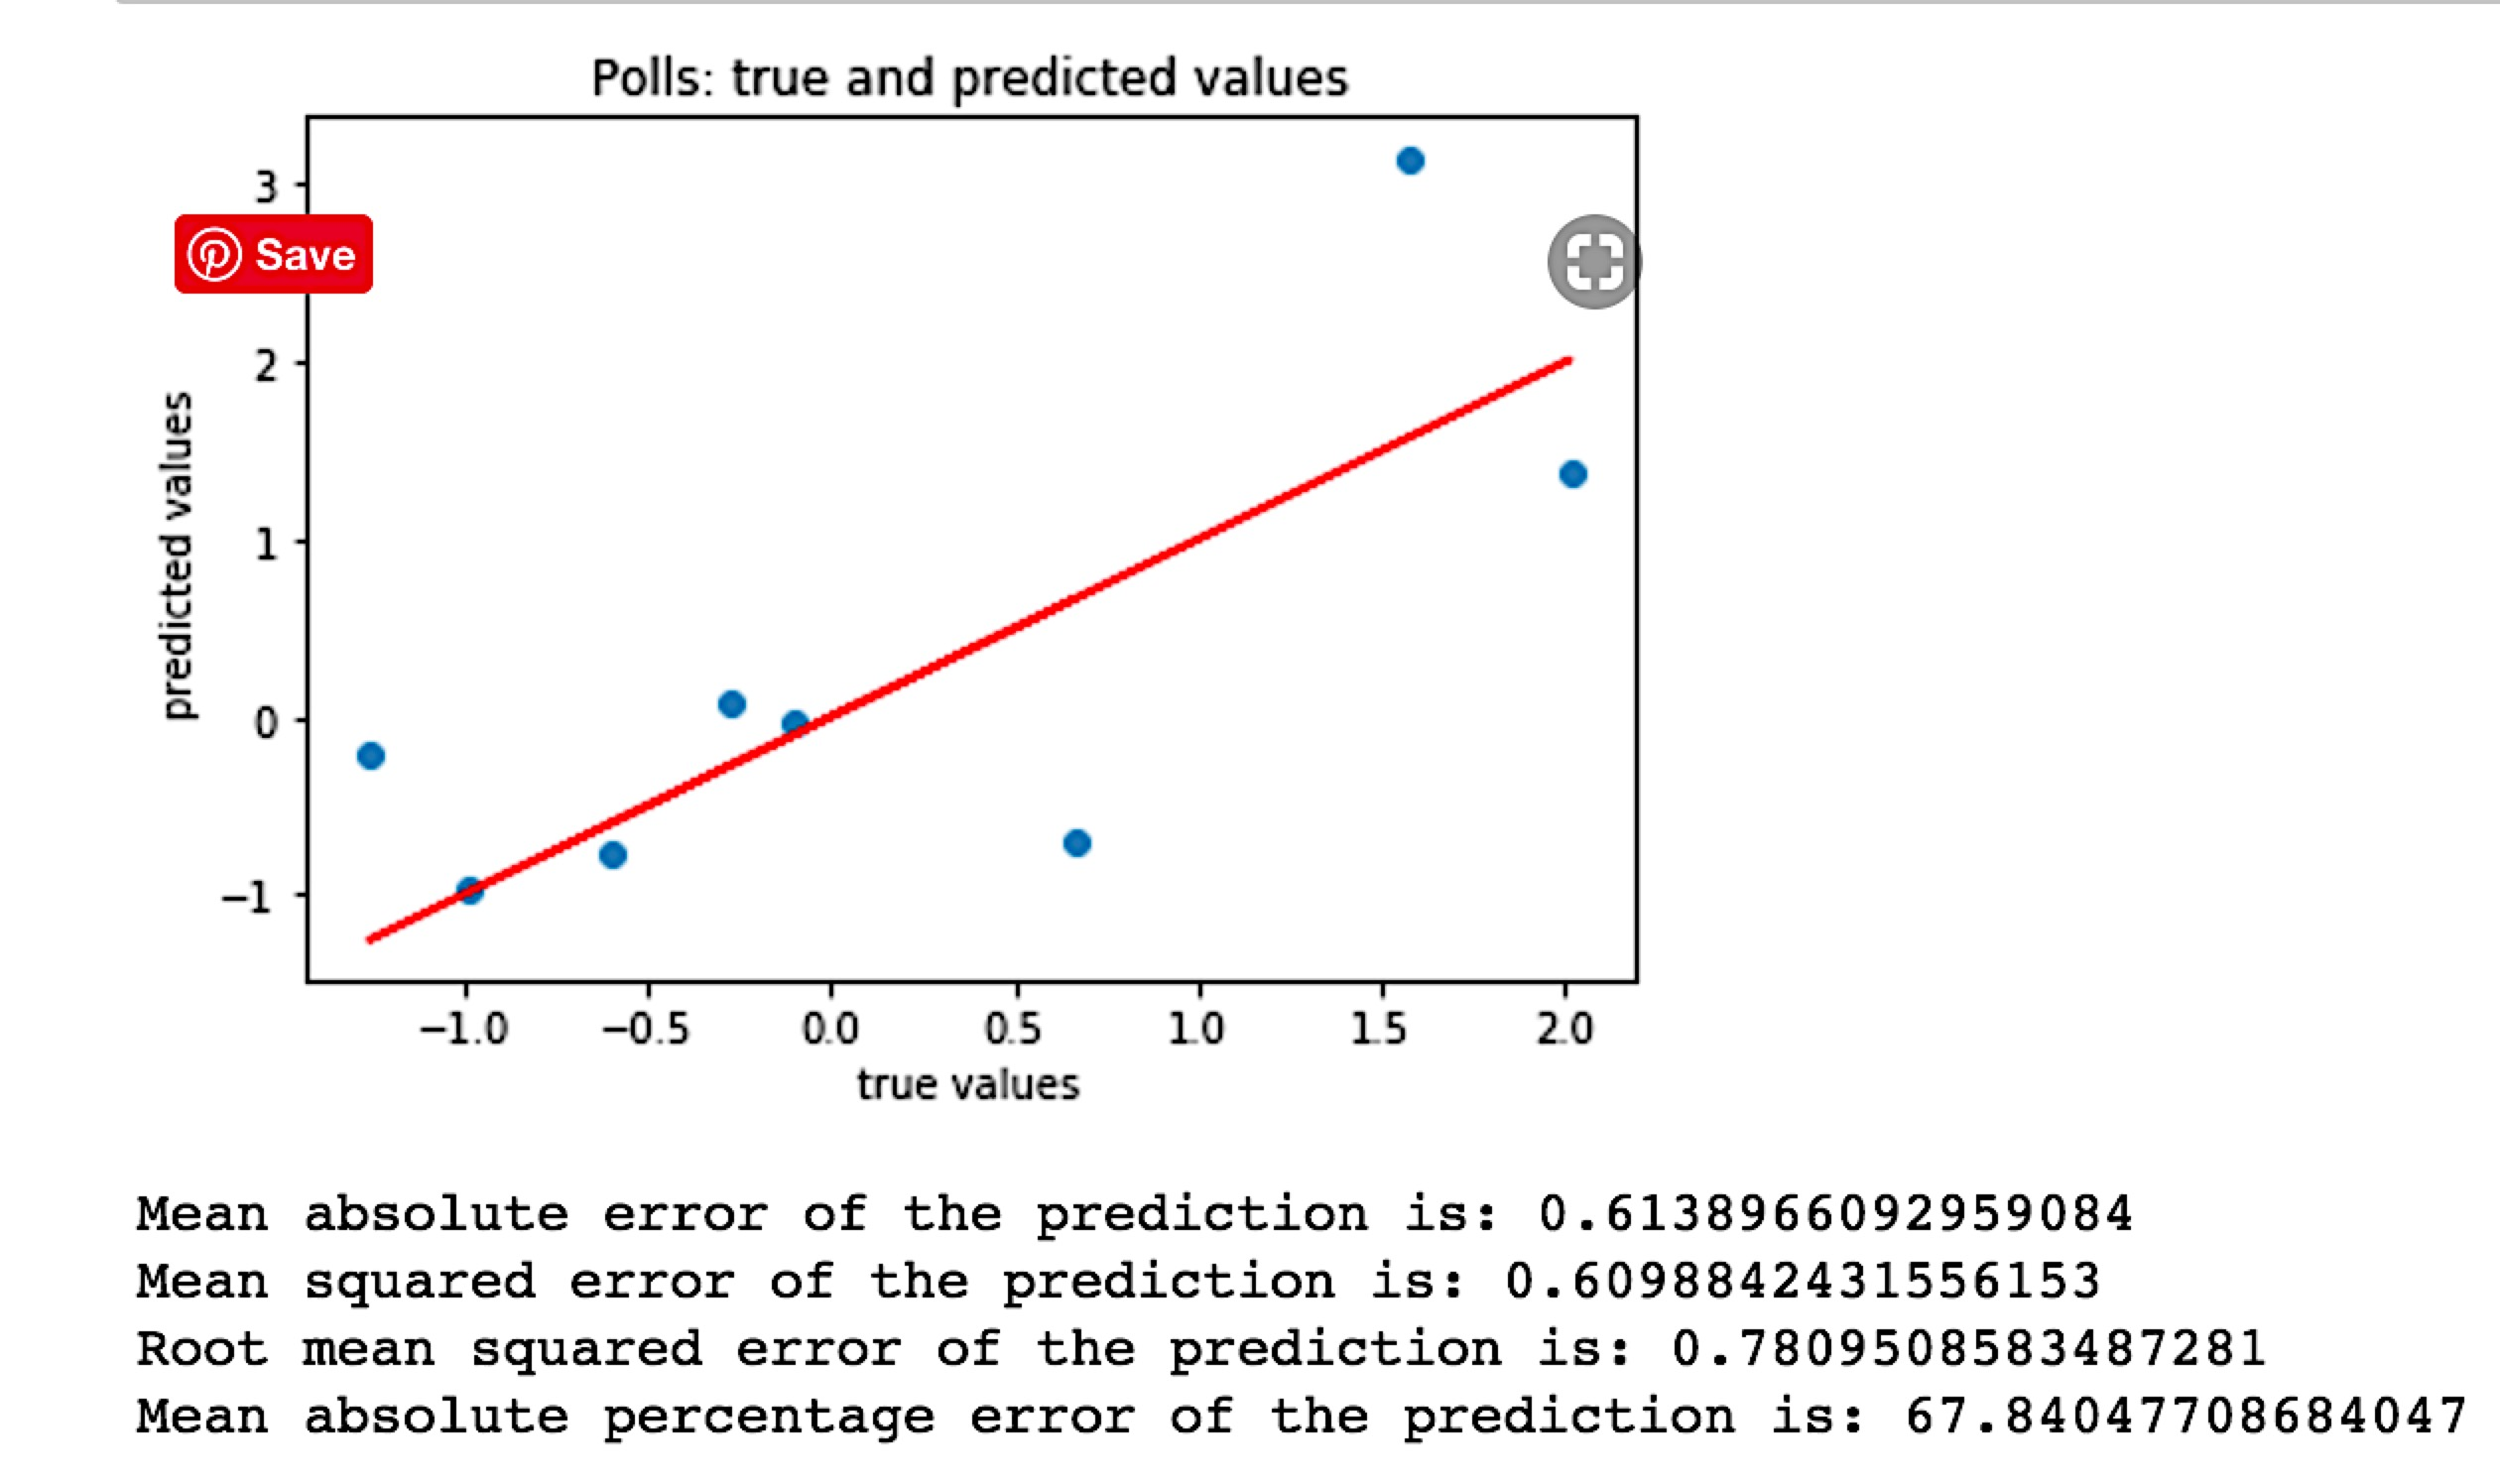 Polls: true and predicted values
3
Save
2
1
0
−1
predicted values
−1.0 −0.5 0.0 0.5 1.0 1.5 2.0
true values
Mean absolute error of the prediction is: 0.6138966092959084
Mean squared error of the prediction is: 0.6098842431556153
Root mean squared error of the prediction is: 0.7809508583487281
Mean absolute percentage error of the prediction is: 67.84047708684047